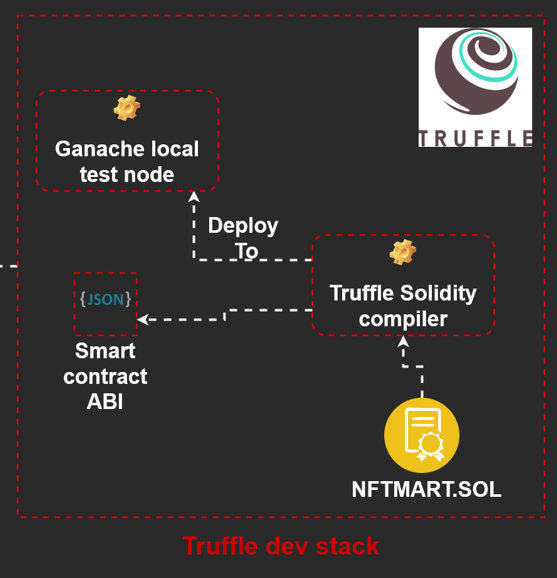 TRUFFLE
Ganache local
test node
Deploy
To
Truffle Solidity
compiler
{JSON}
Smart
contract
ABI
NFTMART.SOL
Truffle dev stack